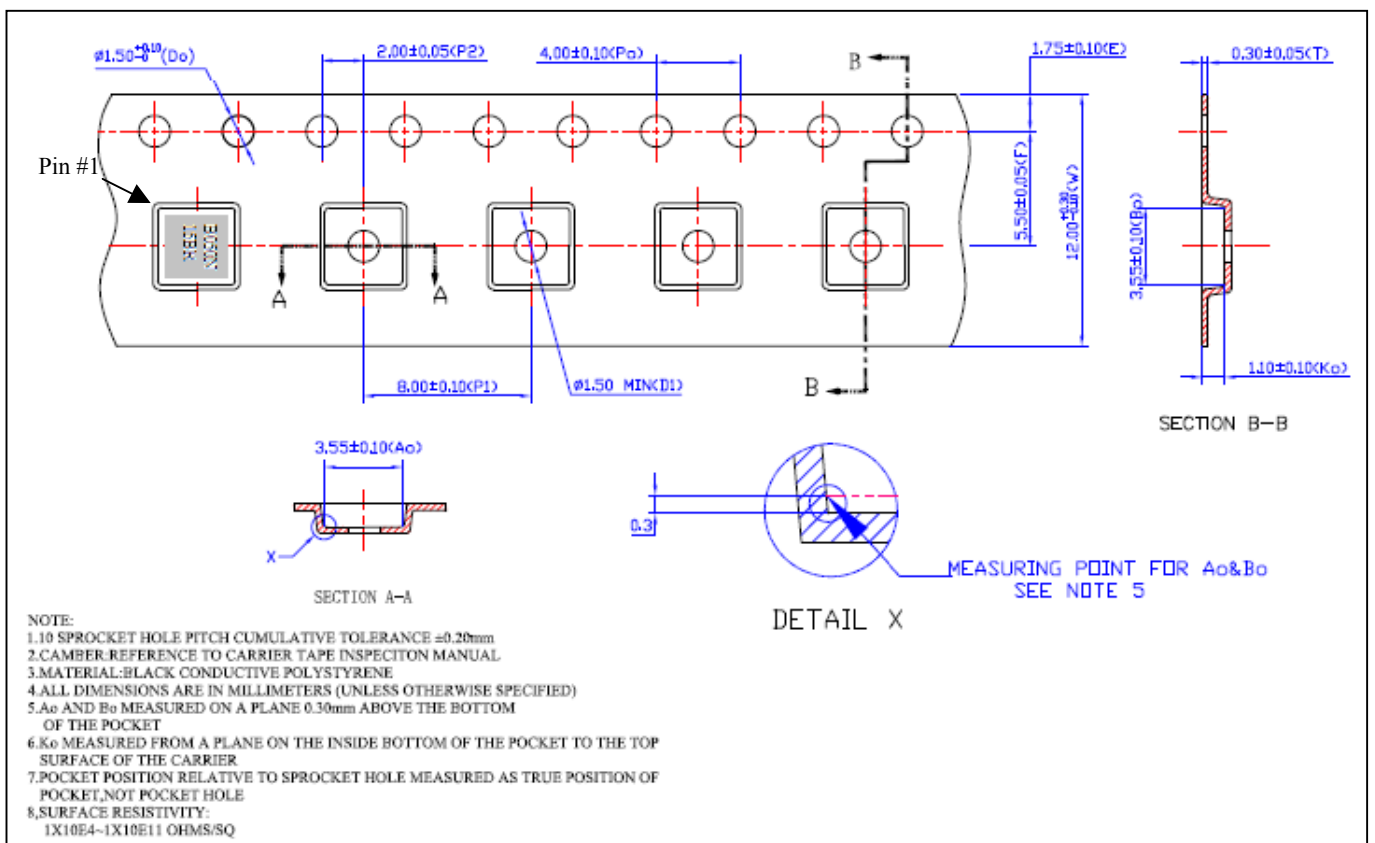 Ø1.50+0.10-0(Do)
2.00±0.05(P2)
4.00±0.10(Po)
B
1.75±0.10(E)
0.30±0.05(T)
Pin #1
5.50±0.05(F)
12.00+0.30(W)
3.55±0.10(Bo)
A
A
8.00±0.10(P1)
Ø1.50 MIN(D1)
B
1.10±0.10(Ko)
SECTION B-B
3.55±0.10(Ao)
X
SECTION A-A
0.3
MEASURING POINT FOR Ao&Bo
SEE NOTE 5
DETAIL X
NOTE:
1.10 SPROCKET HOLE PITCH CUMULATIVE TOLERANCE ±0.20mm
2.CAMBER:REFERENCE TO CARRIER TAPE INSPECITON MANUAL
3.MATERIAL:BLACK CONDUCTIVE POLYSTYRENE
4.ALL DIMENSIONS ARE IN MILLIMETERS (UNLESS OTHERWISE SPECIFIED)
5.Ao AND Bo MEASURED ON A PLANE 0.30mm ABOVE THE BOTTOM
OF THE POCKET
6.Ko MEASURED FROM A PLANE ON THE INSIDE BOTTOM OF THE POCKET TO THE TOP
SURFACE OF THE CARRIER
7.POCKET POSITION RELATIVE TO SPROCKET HOLE MEASURED AS TRUE POSITION OF
POCKET,NOT POCKET HOLE
8,SURFACE RESISTIVITY:
1X10E4~1X10E11 OHMS/SQ